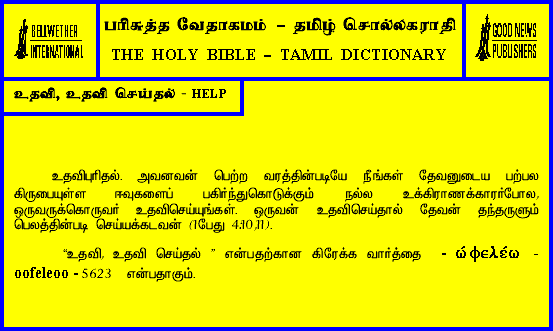 BELLWETHER
INTERNATIONAL
பரிசுத்த வேதாகமம் – தமிழ் சொல்லகராதி
THE HOLY BIBLE – TAMIL DICTIONARY
GOOD NEWS
PUBLISHERS
உதவி, உதவி செய்தல் - HELP
உதவிபுரிதல். அவனவன் பெற்ற வரத்தின்படியே நீங்கள் தேவனுடைய பற்பல
கிருபையுள்ள ஈவுகளைப் பகிர்ந்துகொடுக்கும் நல்ல உக்கிராணக்காரர்போல,
ஒருவருக்கொருவர் உதவிசெய்யுங்கள். ஒருவன் உதவிசெய்தால் தேவன் தந்தருளும்
பெலத்தின்படி செய்யக்கடவன் (1பேது 4:10,11).
“உதவி, உதவி செய்தல் ” என்பதற்கான கிரேக்க வார்த்தை - ώφελέω -
oofeleoo - 5623 என்பதாகும்.